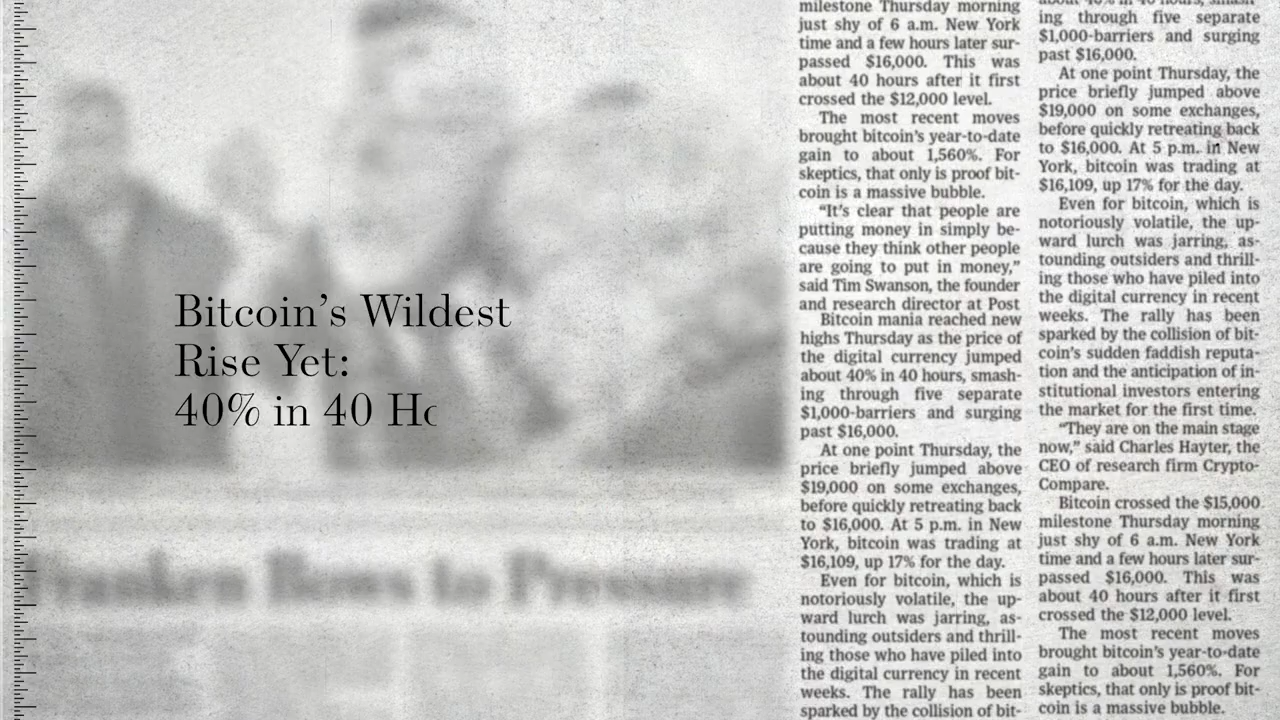 Bitcoin’s Wildest
Rise Yet:
40% in 40 Ho
milestone Thursday morning
just shy of 6 a.m. New York
time and a few hours later sur-
passed $16,000. This was
about 40 hours after it first
crossed the $12,000 level.
The most recent moves
brought bitcoin’s year-to-date
gain to about 1,560%. For
skeptics, that only is proof bit-
coin is a massive bubble.
“It’s clear that people are
putting money in simply be-
cause they think other people
are going to put in money,”
said Tim Swanson, the founder
and research director at Post
Bitcoin mania reached new
highs Thursday as the price of
the digital currency jumped
about 40% in 40 hours, smash-
ing through five separate
$1,000-barriers and surging
past $16,000.
At one point Thursday, the
price briefly jumped above
$19,000 on some exchanges,
before quickly retreating back
to $16,000. At 5 p.m. in New
York, bitcoin was trading at
$16,109, up 17% for the day.
Even for bitcoin, which is
notoriously volatile, the up-
ward lurch was jarring, as-
tounding outsiders and thrill-
ing those who have piled into
the digital currency in recent
weeks. The rally has been
sparked by the collision of bit-
about 40% in 40 hours, smash-
ing through five separate
$1,000-barriers and surging
past $16,000.
At one point Thursday, the
price briefly jumped above
$19,000 on some exchanges,
before quickly retreating back
to $16,000. At 5 p.m. in New
York, bitcoin was trading at
$16,109, up 17% for the day.
Even for bitcoin, which is
notoriously volatile, the up-
ward lurch was jarring, as-
tounding outsiders and thrill-
ing those who have piled into
the digital currency in recent
weeks. The rally has been
sparked by the collision of bit-
coin’s sudden faddish reputa-
tion and the anticipation of in-
stitutional investors entering
the market for the first time.
“They are on the main stage
now,” said Charles Hayter, the
CEO of research firm Crypto-
Compare.
Bitcoin crossed the $15,000
milestone Thursday morning
just shy of 6 a.m. New York
time and a few hours later sur-
passed $16,000. This was
about 40 hours after it first
crossed the $12,000 level.
The most recent moves
brought bitcoin’s year-to-date
gain to about 1,560%. For
skeptics, that only is proof bit-
coin is a massive bubble.